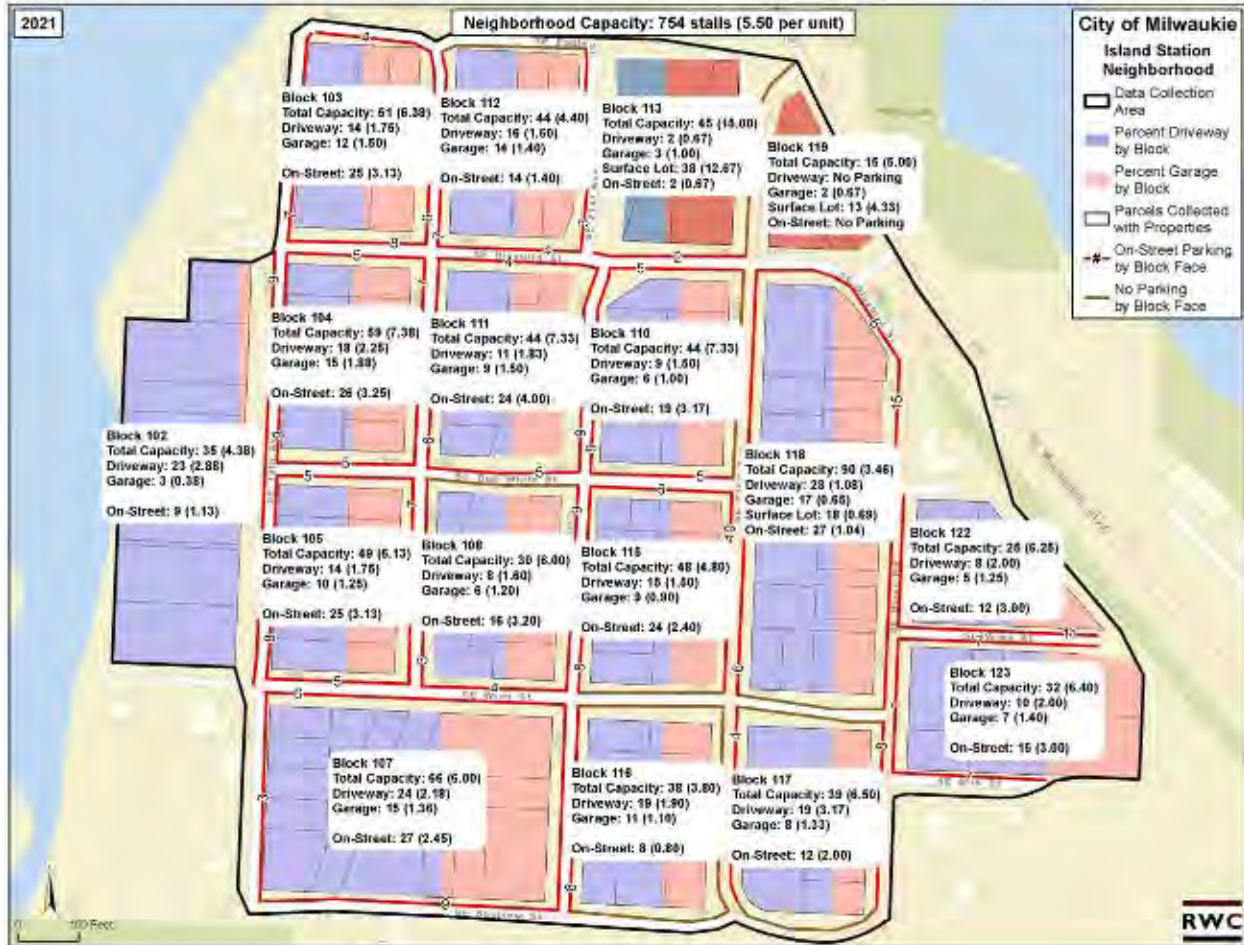 2021
Neighborhood Capacity: 754 stalls (5.50 per unit)
City of Milwaukie
Island Station
Neighborhood
Data Collection
Area
Percent Driveway
by Block
Percent Garage
by Block
Parcels Collected
with Properties
-#- On-Street Parking
by Block Face
No Parking
by Block Face
Block 103
Total Capacity: 51 (6.38)
Driveway: 14 (1.75)
Garage: 12 (1.50)
On-Street: 25 (3.13)
Block 112
Total Capacity: 44 (4.40)
Driveway: 16 (1.60)
Garage: 14 (1.40)
On-Street: 14 (1.40)
Block 113
Total Capacity: 45 (15.00)
Driveway: 2 (0.67)
Garage: 3 (1.00)
Surface Lot: 38 (12.67)
On-Street: 2 (0.67)
Block 119
Total Capacity: 15 (5.00)
Driveway: No Parking
Garage: 2 (0.67)
Surface Lot: 13 (4.33)
On-Street: No Parking
Block 104
Total Capacity: 59 (7.38)
Driveway: 18 (2.25)
Garage: 15 (1.88)
On-Street: 26 (3.25)
Block 111
Total Capacity: 44 (7.33)
Driveway: 11 (1.83)
Garage: 9 (1.50)
On-Street: 24 (4.00)
Block 110
Total Capacity: 44 (7.33)
Driveway: 9 (1.50)
Garage: 6 (1.00)
On-Street: 19 (3.17)
Block 102
Total Capacity: 35 (4.38)
Driveway: 23 (2.88)
Garage: 3 (0.38)
On-Street: 9 (1.13)
Block 118
Total Capacity: 90 (3.46)
Driveway: 28 (1.08)
Garage: 17 (0.65)
Surface Lot: 18 (0.69)
On-Street: 27 (1.04)
Block 105
Total Capacity: 49 (6.13)
Driveway: 14 (1.75)
Garage: 10 (1.25)
On-Street: 25 (3.13)
Block 108
Total Capacity: 30 (6.00)
Driveway: 8 (1.60)
Garage: 6 (1.20)
On-Street: 16 (3.20)
Block 115
Total Capacity: 48 (4.80)
Driveway: 15 (1.50)
Garage: 9 (0.90)
On-Street: 24 (2.40)
Block 122
Total Capacity: 25 (6.25)
Driveway: 8 (2.00)
Garage: 5 (1.25)
On-Street: 12 (3.00)
Block 123
Total Capacity: 32 (6.40)
Driveway: 10 (2.00)
Garage: 7 (1.40)
On-Street: 15 (3.00)
Block 107
Total Capacity: 66 (6.00)
Driveway: 24 (2.18)
Garage: 15 (1.36)
On-Street: 27 (2.45)
Block 116
Total Capacity: 38 (3.80)
Driveway: 19 (1.90)
Garage: 11 (1.10)
On-Street: 8 (0.80)
Block 117
Total Capacity: 39 (6.50)
Driveway: 19 (3.17)
Garage: 8 (1.33)
On-Street: 12 (2.00)
RWC